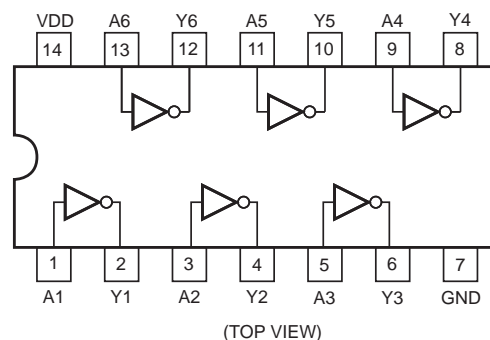 VDD A6 Y6 A5 Y5 A4 Y4
14 13 12 11 10 9 8
1 2 3 4 5 6 7
A1 Y1 A2 Y2 A3 Y3 GND
(TOP VIEW)